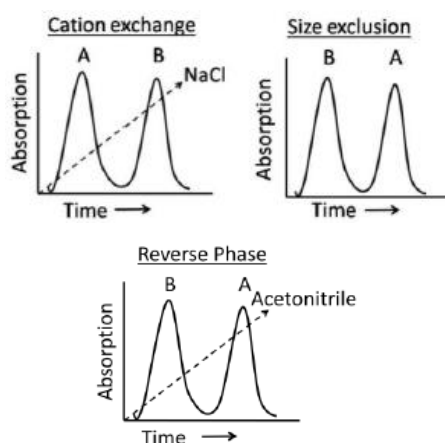 Cation exchange
A
B
NaCl
Absorption
Time
Size exclusion
B
A
Absorption
Time
Reverse Phase
B
A
Acetonitrile
Absorption
Time